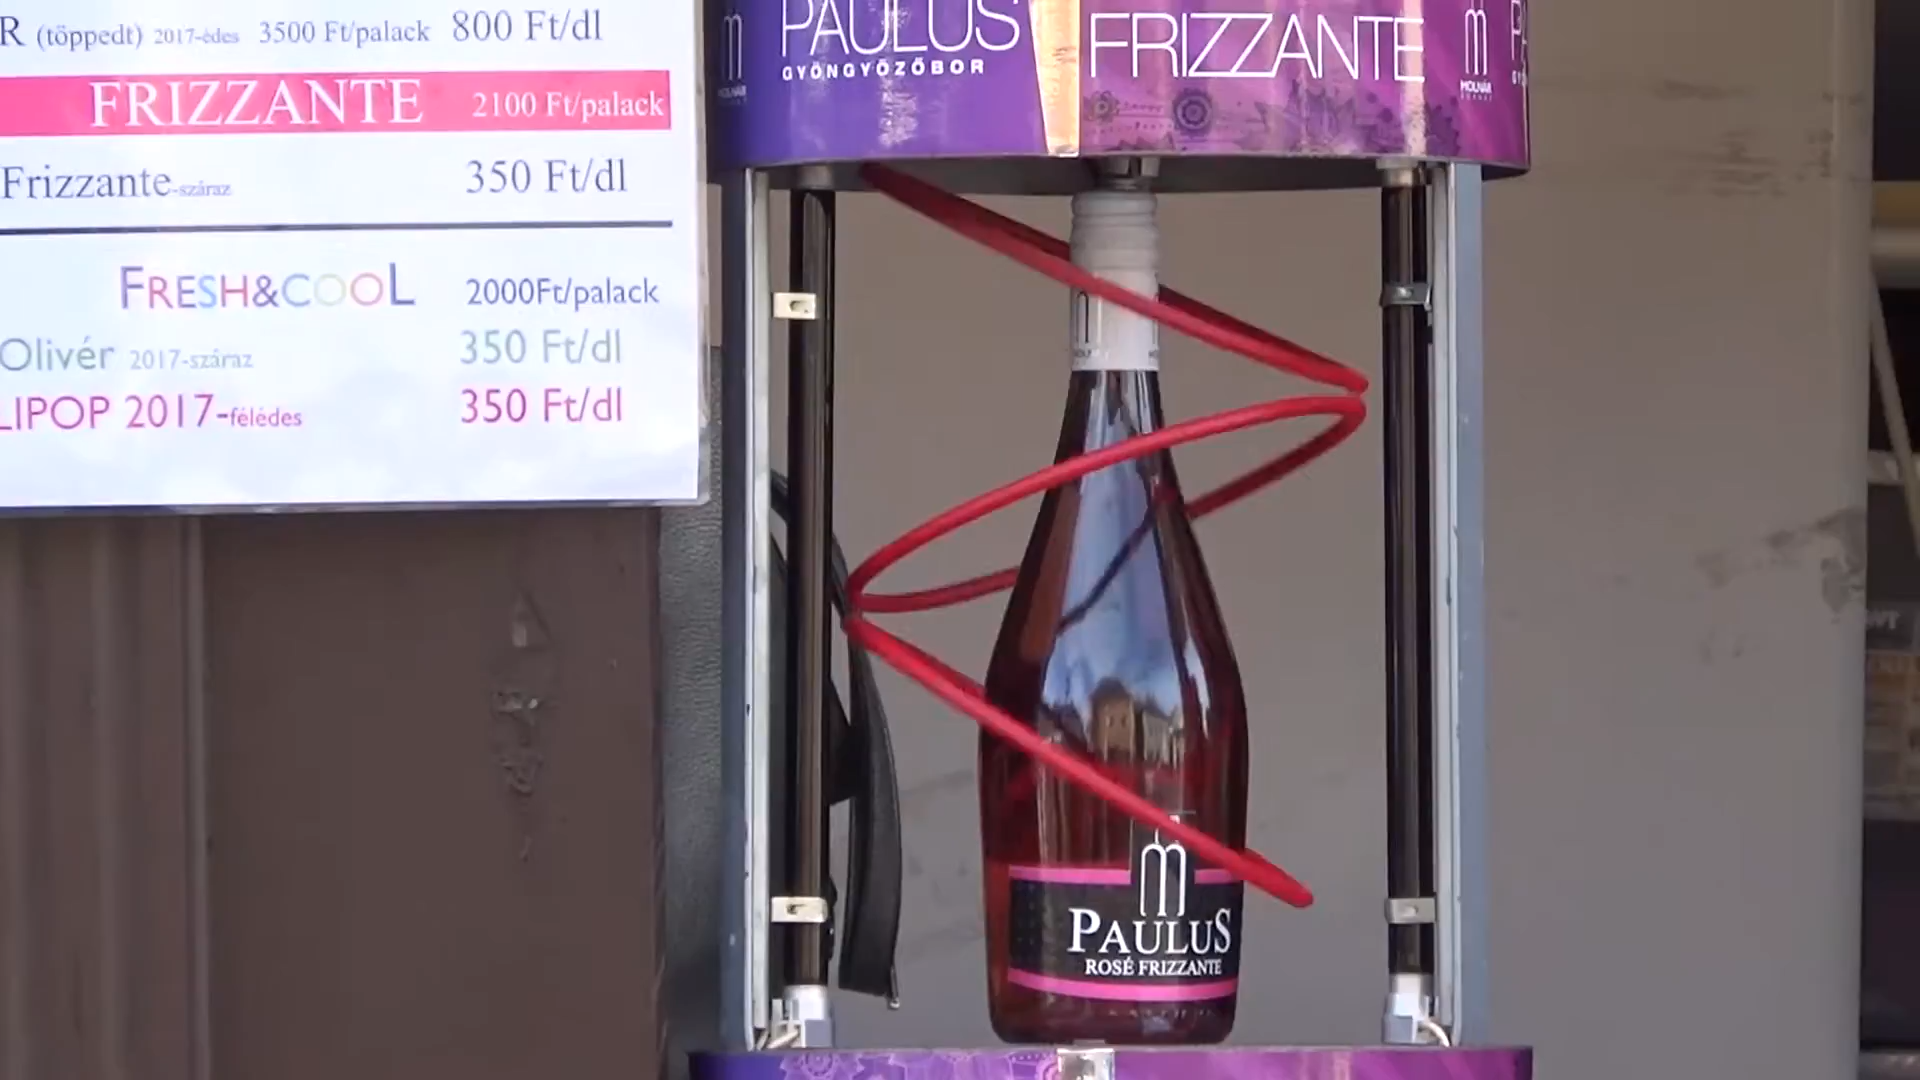 R (töppedt) 2017-édes 3500 Ft/palack 800 Ft/dl
FRIZZANTE 2100 Ft/palack
Frizzante-száraz 350 Ft/dl
FRESH&COOL 2000Ft/palack
Olivér 2017-száraz 350 Ft/dl
LIPOP 2017-félédes 350 Ft/dl
PAULUS
GYÖNGYÖZŐBOR
FRIZZANTE
MOLNÁR
PAULUS
ROSÉ FRIZZANTE